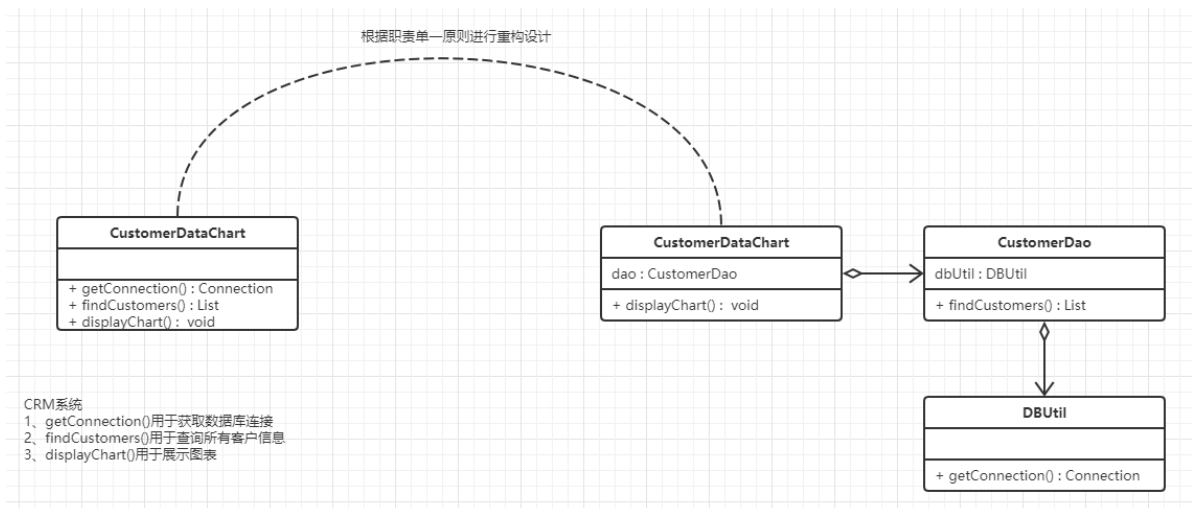 根据职责单一原则进行重构设计
CustomerDataChart
+ getConnection() : Connection
+ findCustomers() : List
+ displayChart() : void
CustomerDataChart
dao : CustomerDao
+ displayChart() : void
CustomerDao
dbUtil : DBUtil
+ findCustomers() : List
DBUtil
+ getConnection() : Connection
CRM系统
1、getConnection()用于获取数据库连接
2、findCustomers()用于查询所有客户信息
3、displayChart()用于展示图表